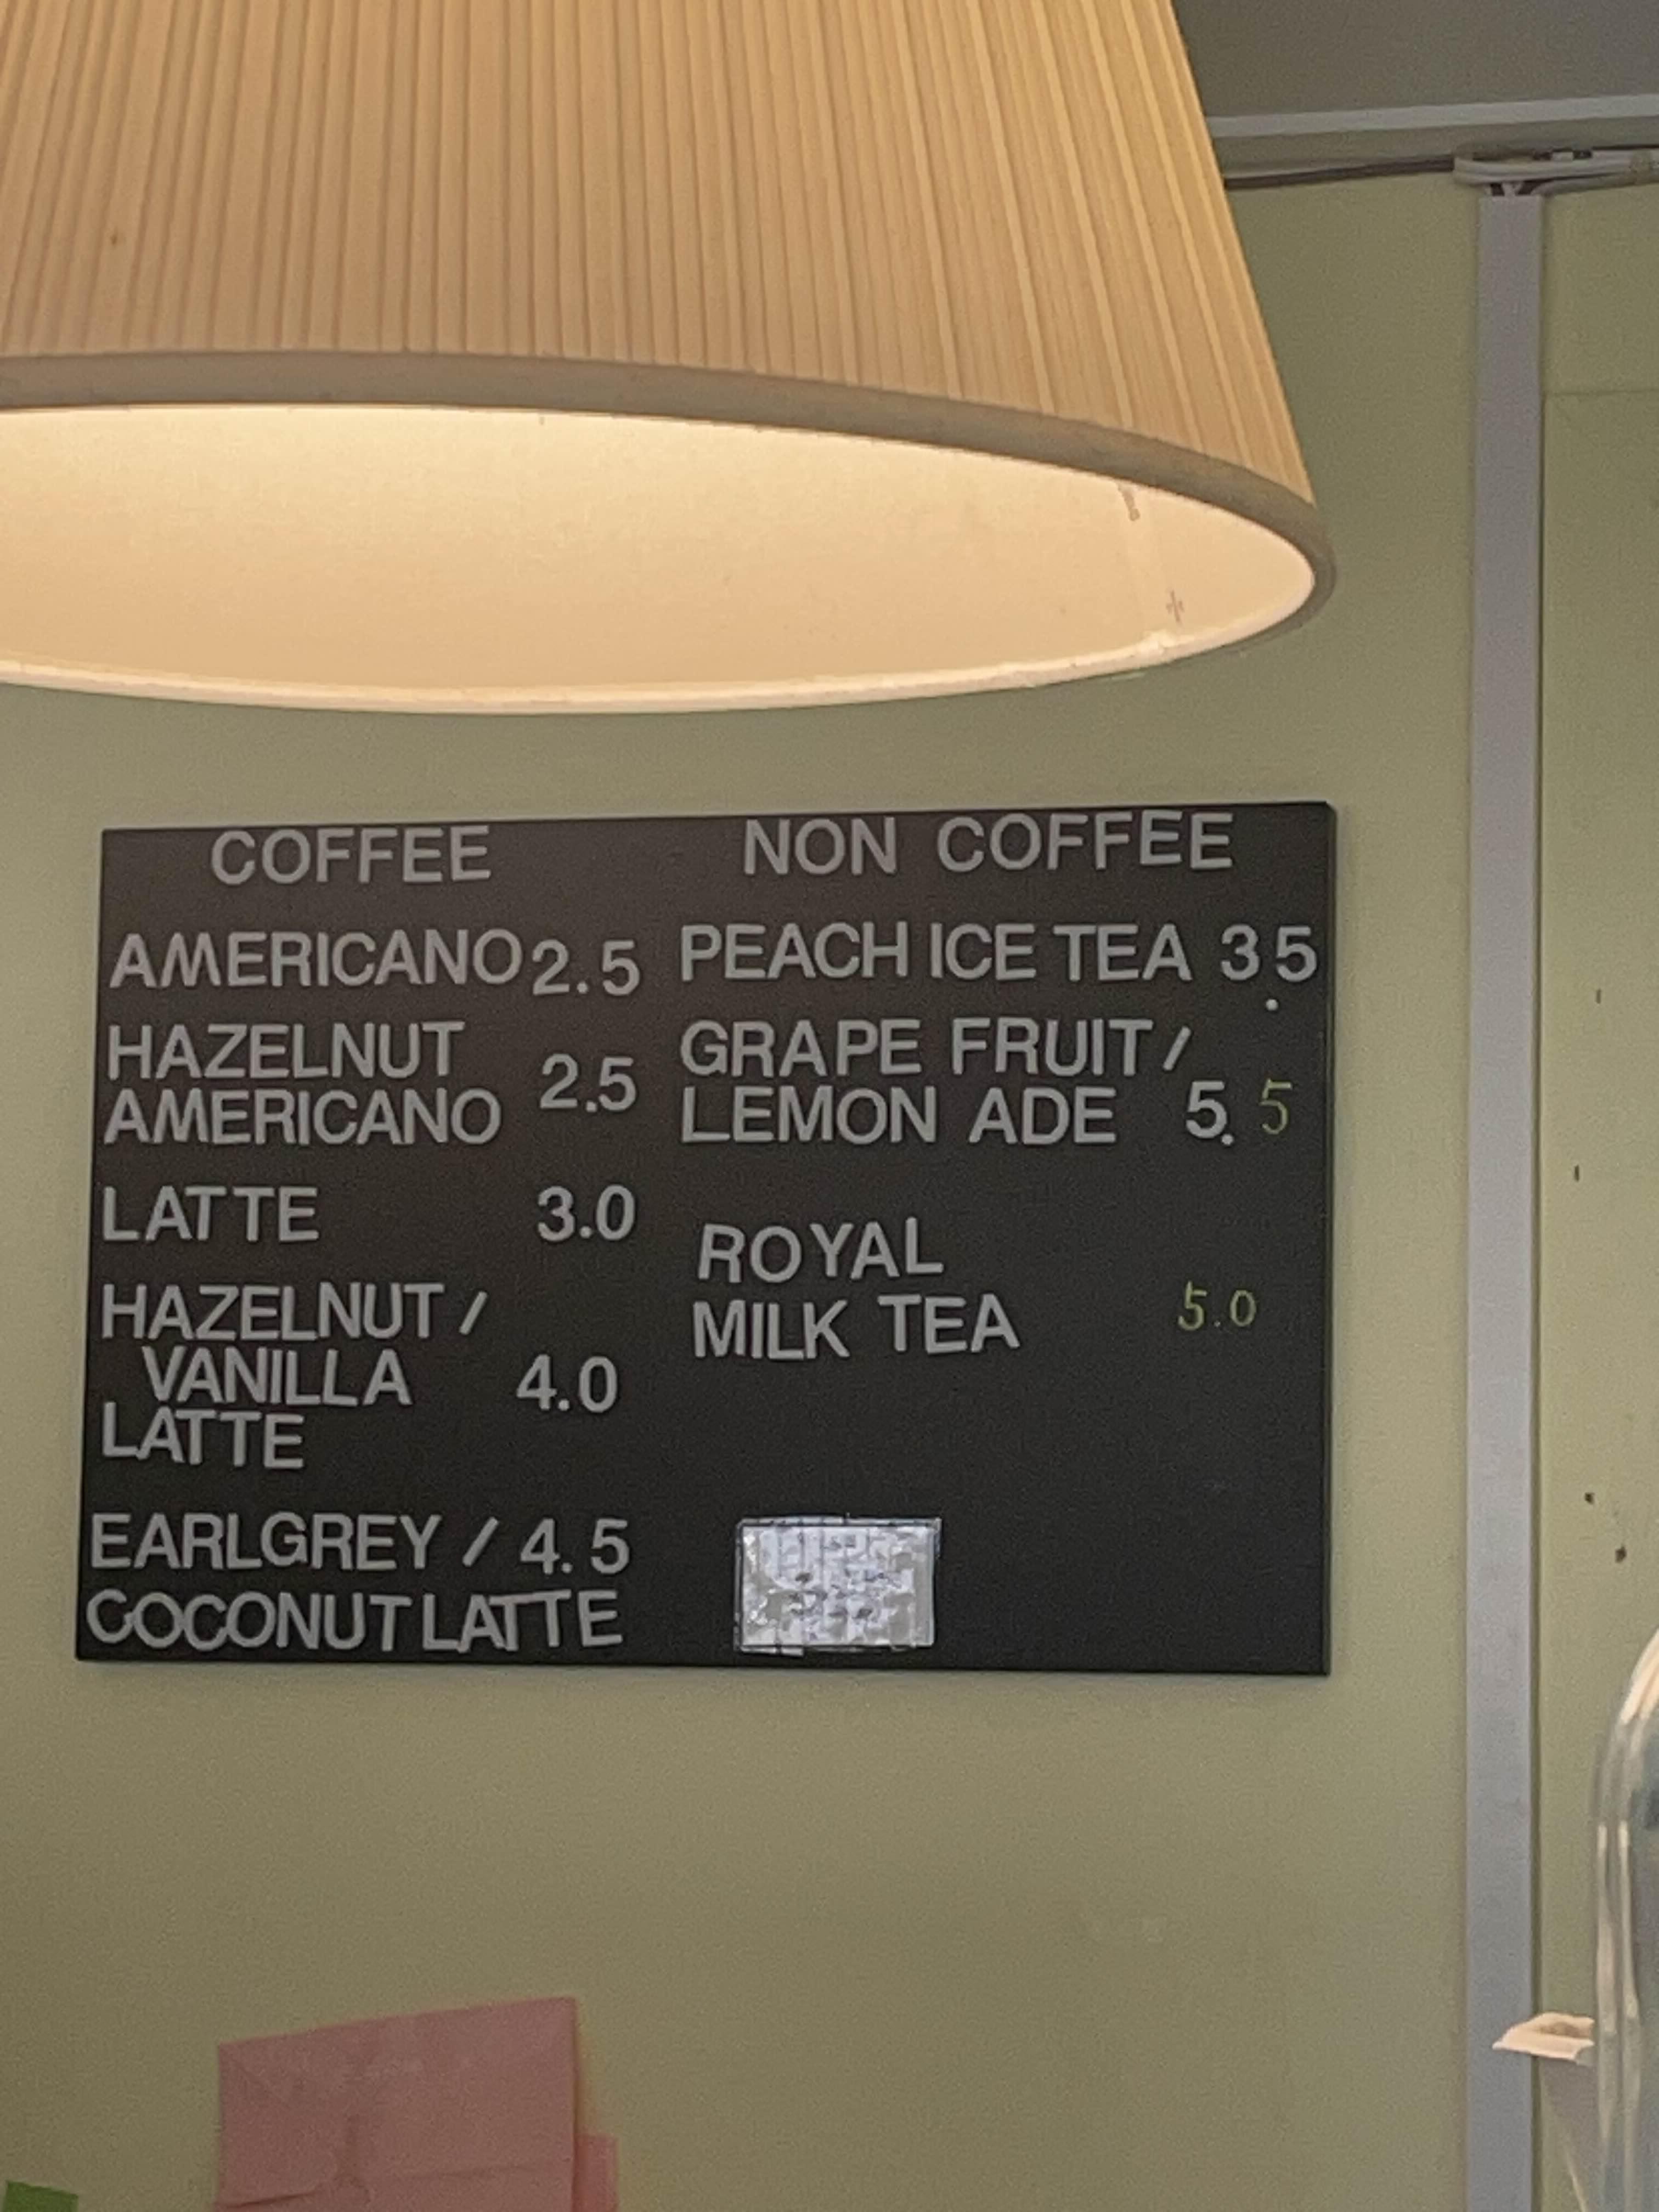 COFFEE
AMERICANO 2.5
HAZELNUT
AMERICANO 2.5
LATTE 3.0
HAZELNUT /
VANILLA 4.0
LATTE
EARLGREY / 4.5
COCONUT LATTE
NON COFFEE
PEACH ICE TEA 3.5
GRAPE FRUIT /
LEMON ADE 5.5
ROYAL
MILK TEA 5.0